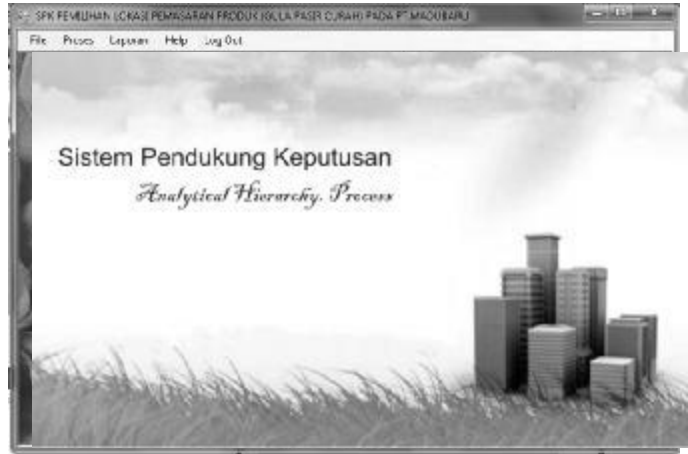 SPK PEMILIHAN LOKASI PEMASARAN PRODUK (GULA PASIR CURAH) PADA PT.MADUBARU
File Proses Laporan Help Log Out
Sistem Pendukung Keputusan
Analytical Hierarchy. Process